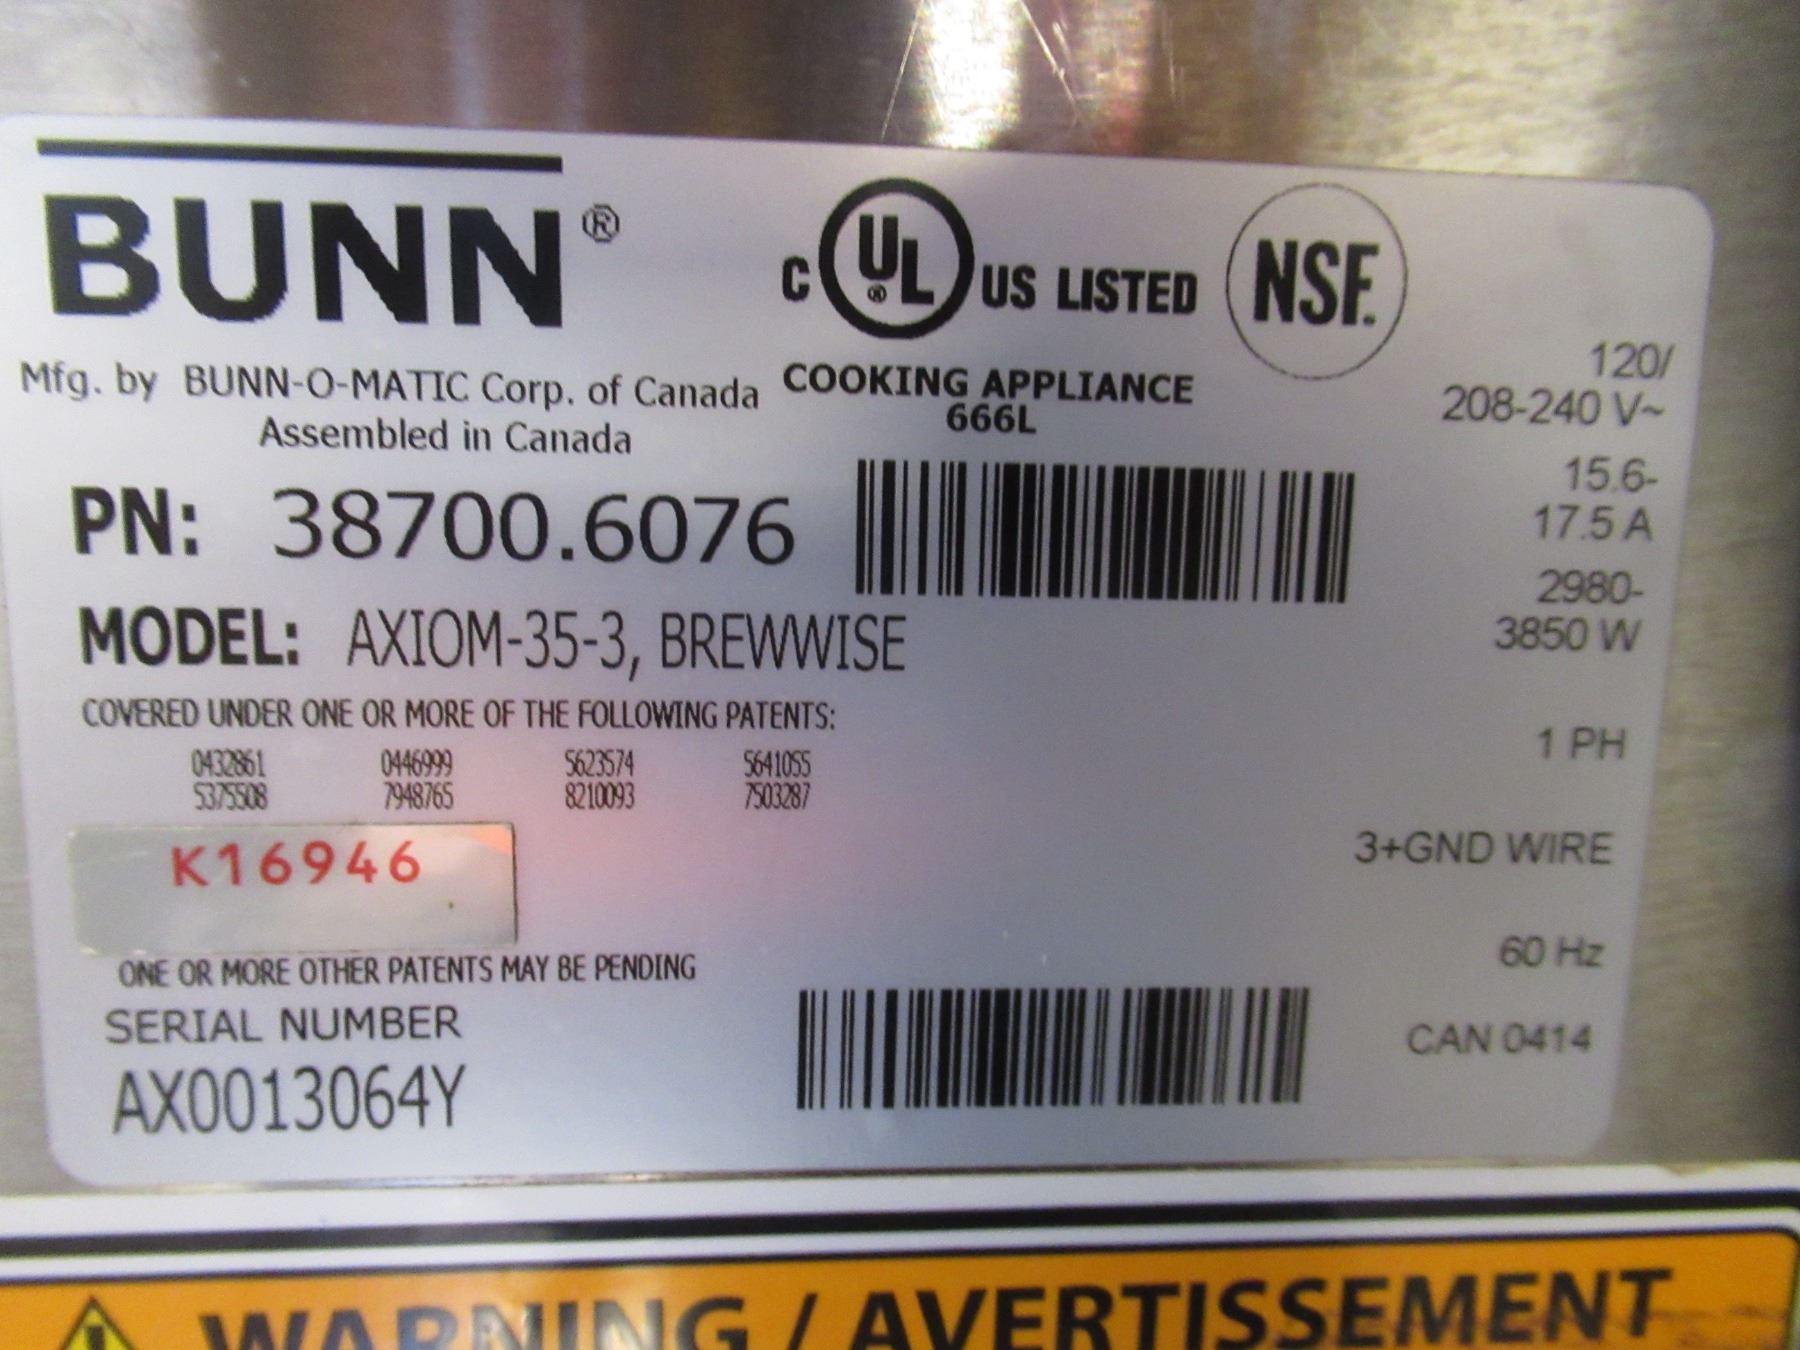 BUNN®
Mfg. by BUNN-O-MATIC Corp. of Canada
Assembled in Canada
C UL® US LISTED
NSF.
COOKING APPLIANCE
666L
120/
208-240 V~
15.6-
17.5 A
2980-
3850 W
1 PH
3+GND WIRE
60 Hz
CAN 0414
PN: 38700.6076
MODEL: AXIOM-35-3, BREWWISE
COVERED UNDER ONE OR MORE OF THE FOLLOWING PATENTS:
0432861 0446999 5623574 5641055
5375508 7948765 8210093 7503287
K16946
ONE OR MORE OTHER PATENTS MAY BE PENDING
SERIAL NUMBER
AX0013064Y
WARNING / AVERTISSEMENT